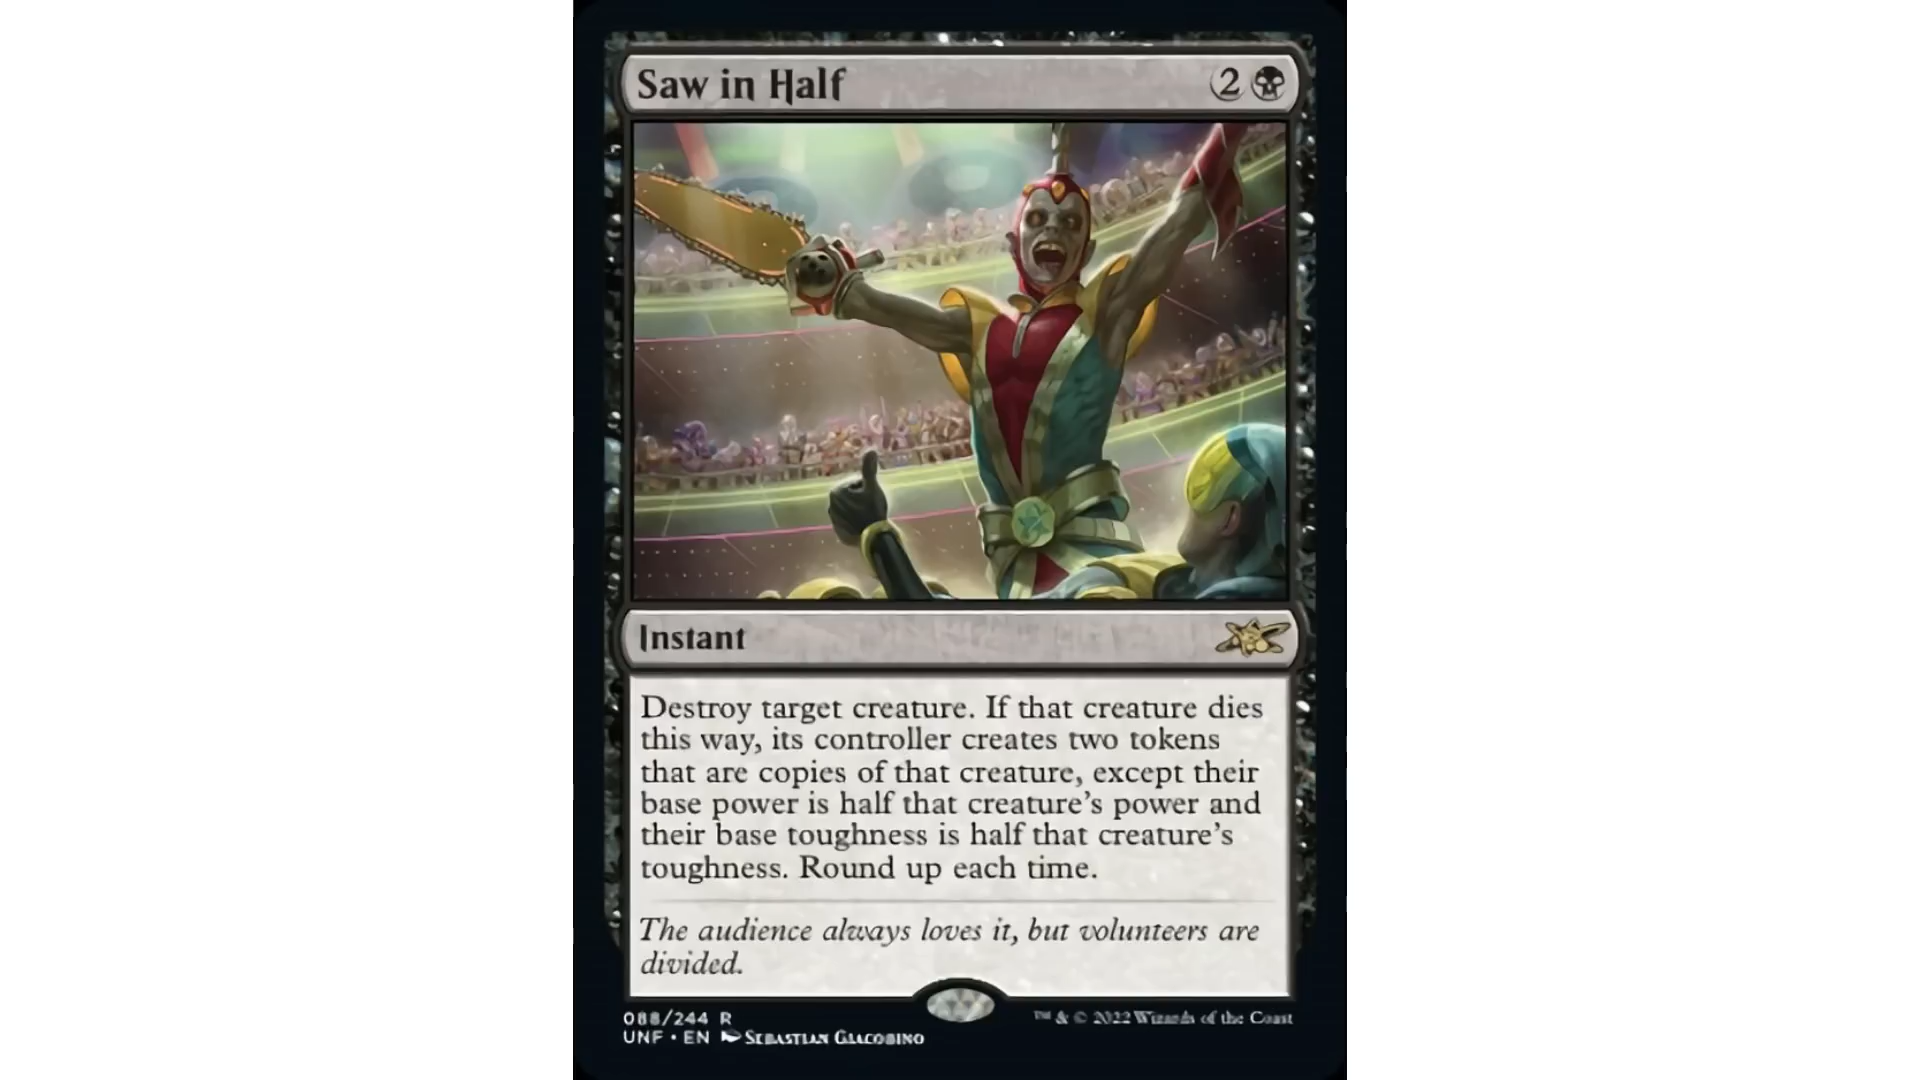 Saw in Half
2
Instant
Destroy target creature. If that creature dies
this way, its controller creates two tokens
that are copies of that creature, except their
base power is half that creature's power and
their base toughness is half that creature's
toughness. Round up each time.
The audience always loves it, but volunteers are
divided.
088/244 R
™ & © 2022 Wizards of the Coast
UNF • EN SEBASTIAN GIACOBINO